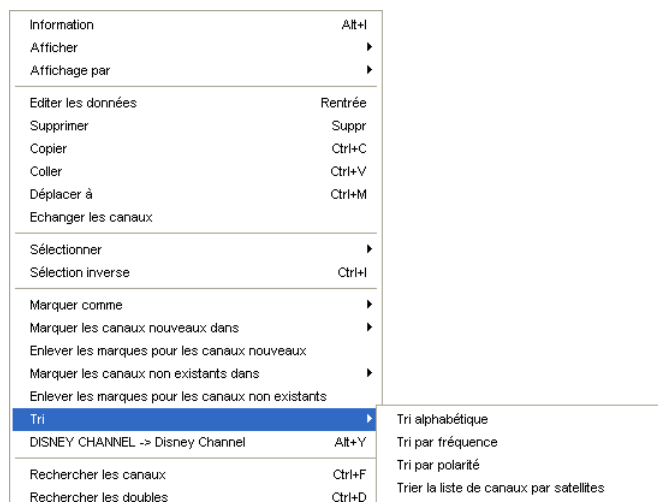 Information Alt+I
Afficher
Affichage par
Editer les données Rentrée
Supprimer Suppr
Copier Ctrl+C
Coller Ctrl+V
Déplacer à Ctrl+M
Echanger les canaux
Sélectionner
Sélection inverse Ctrl+I
Marquer comme
Marquer les canaux nouveaux dans
Enlever les marques pour les canaux nouveaux
Marquer les canaux non existants dans
Enlever les marques pour les canaux non existants
Tri
DISNEY CHANNEL -> Disney Channel Alt+Y
Rechercher les canaux Ctrl+F
Rechercher les doubles Ctrl+D
Tri alphabétique
Tri par fréquence
Tri par polarité
Trier la liste de canaux par satellites